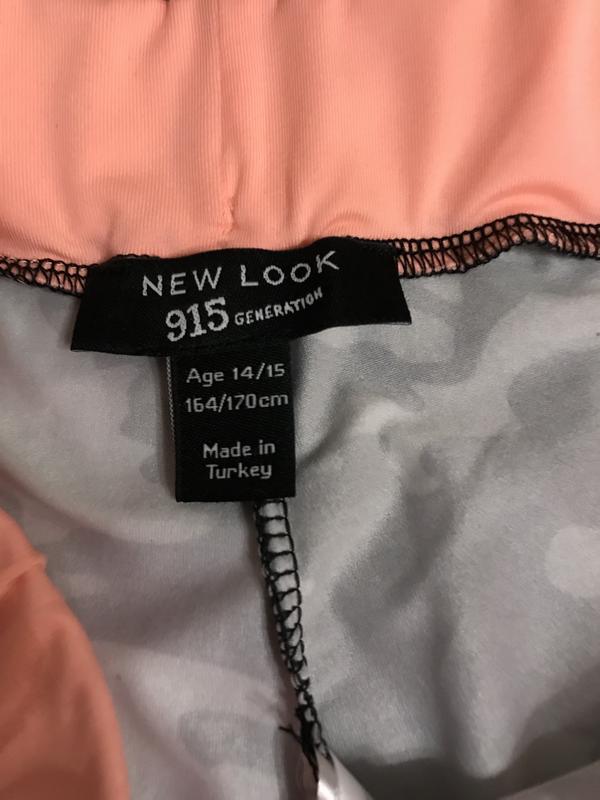 NEW LOOK
915 GENERATION
Age 14/15
164/170cm
Made in
Turkey